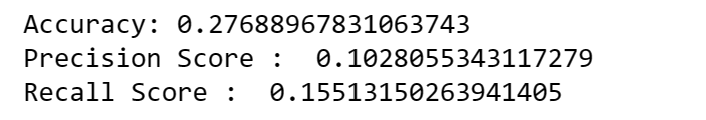 Accuracy: 0.27688967831063743
Precision Score :  0.1028055343117279
Recall Score :  0.15513150263941405